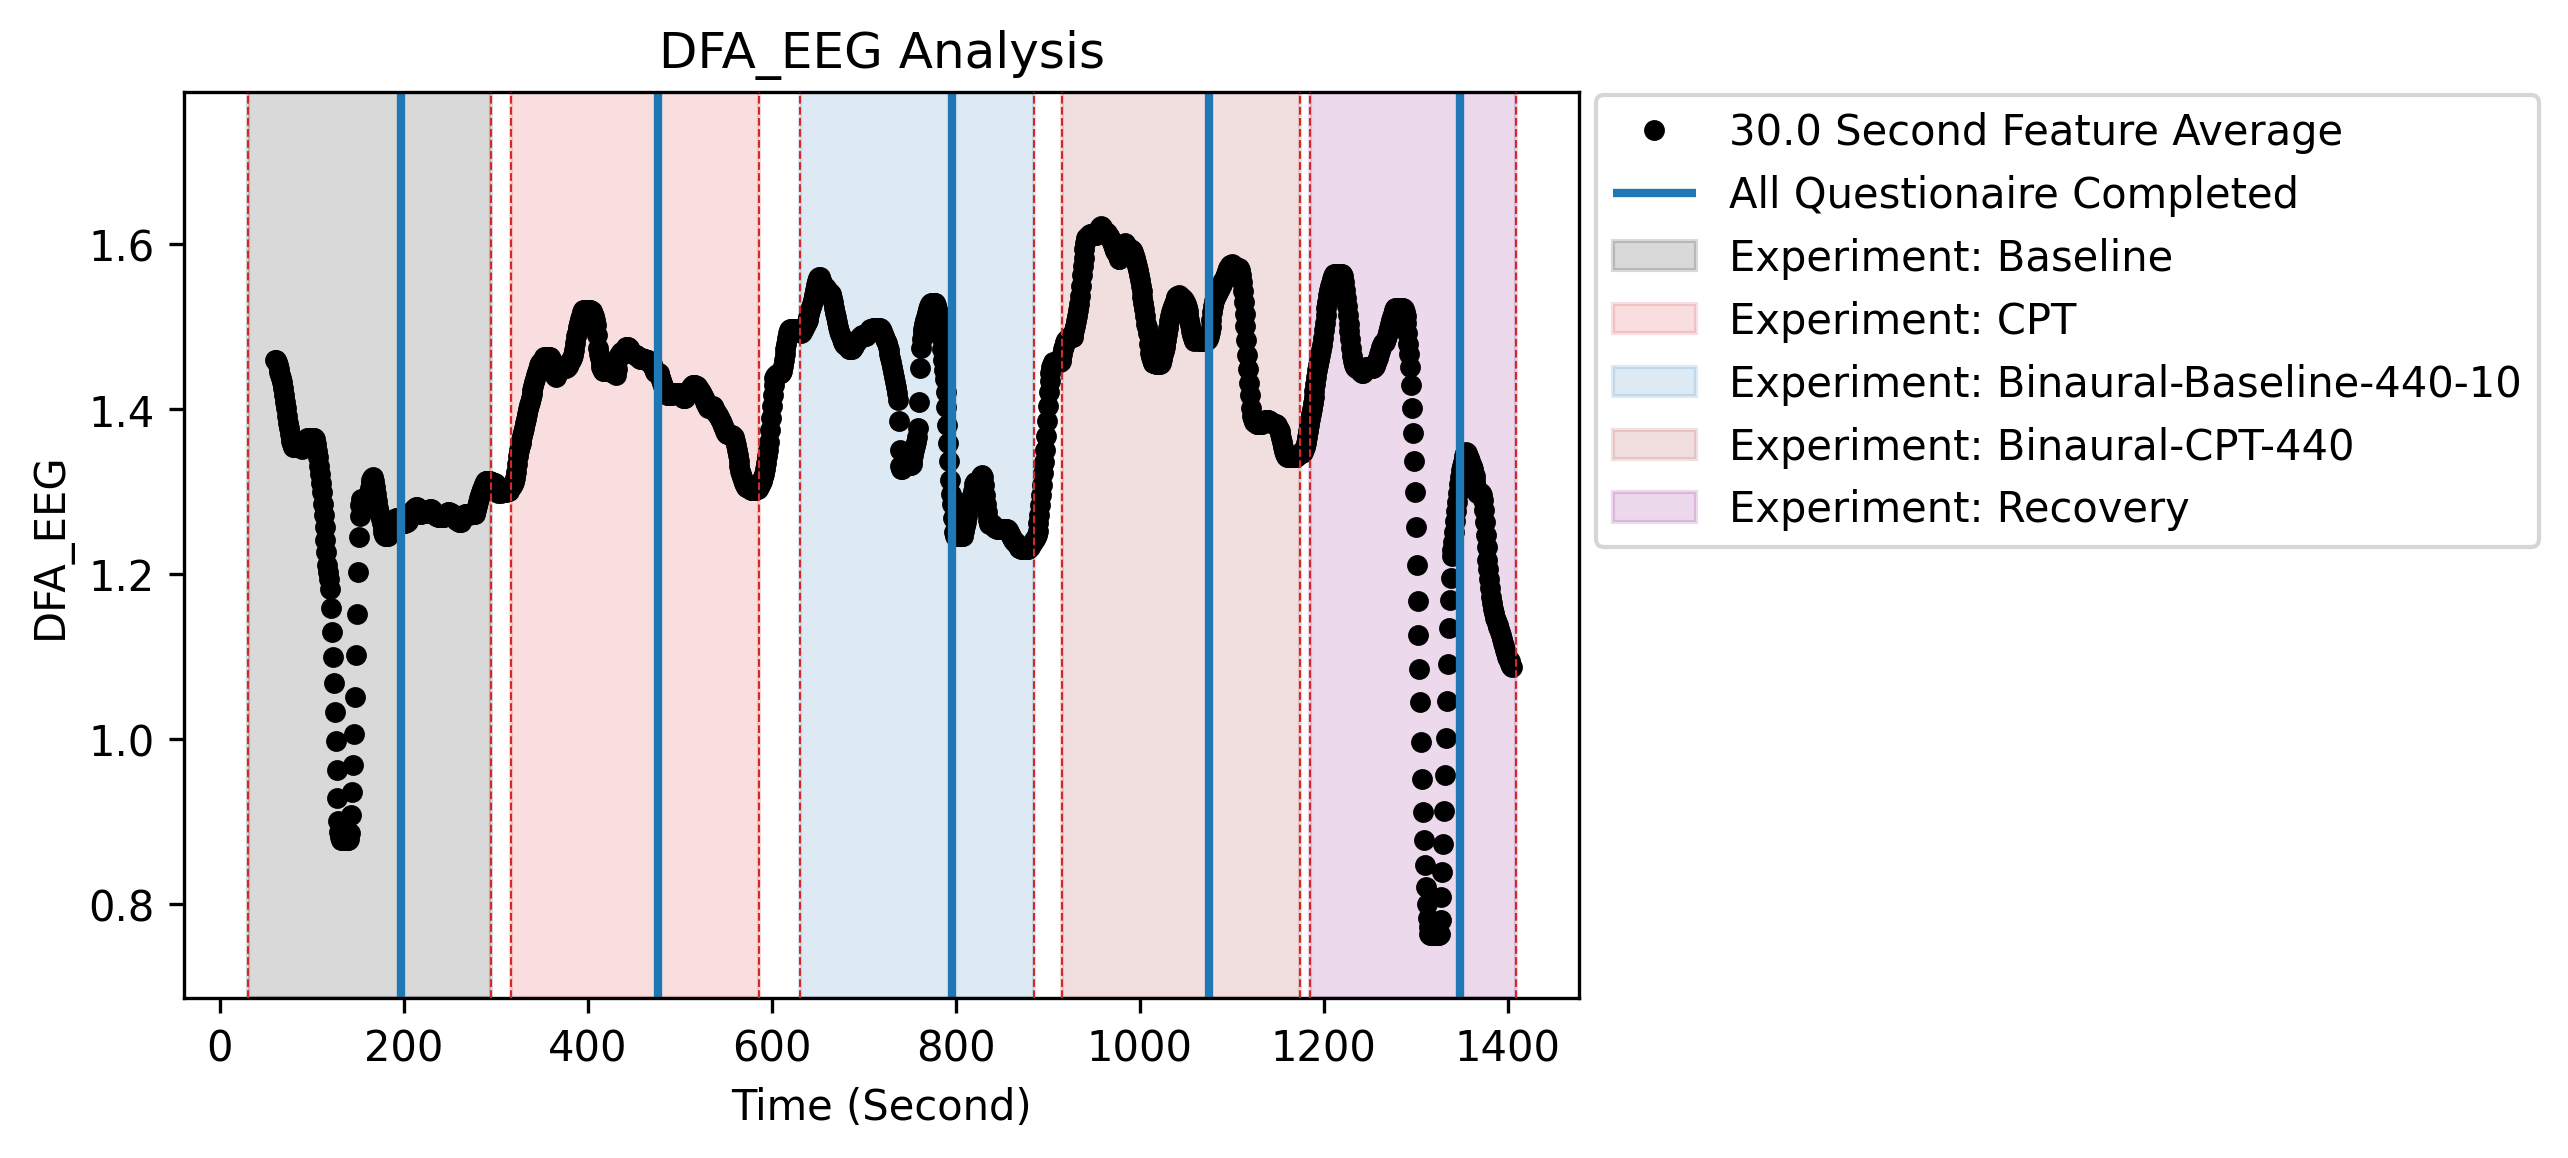 DFA_EEG Analysis
30.0 Second Feature Average
All Questionaire Completed
Experiment: Baseline
Experiment: CPT
Experiment: Binaural-Baseline-440-10
Experiment: Binaural-CPT-440
Experiment: Recovery
DFA_EEG
1.6
1.4
1.2
1.0
0.8
0 200 400 600 800 1000 1200 1400
Time (Second)